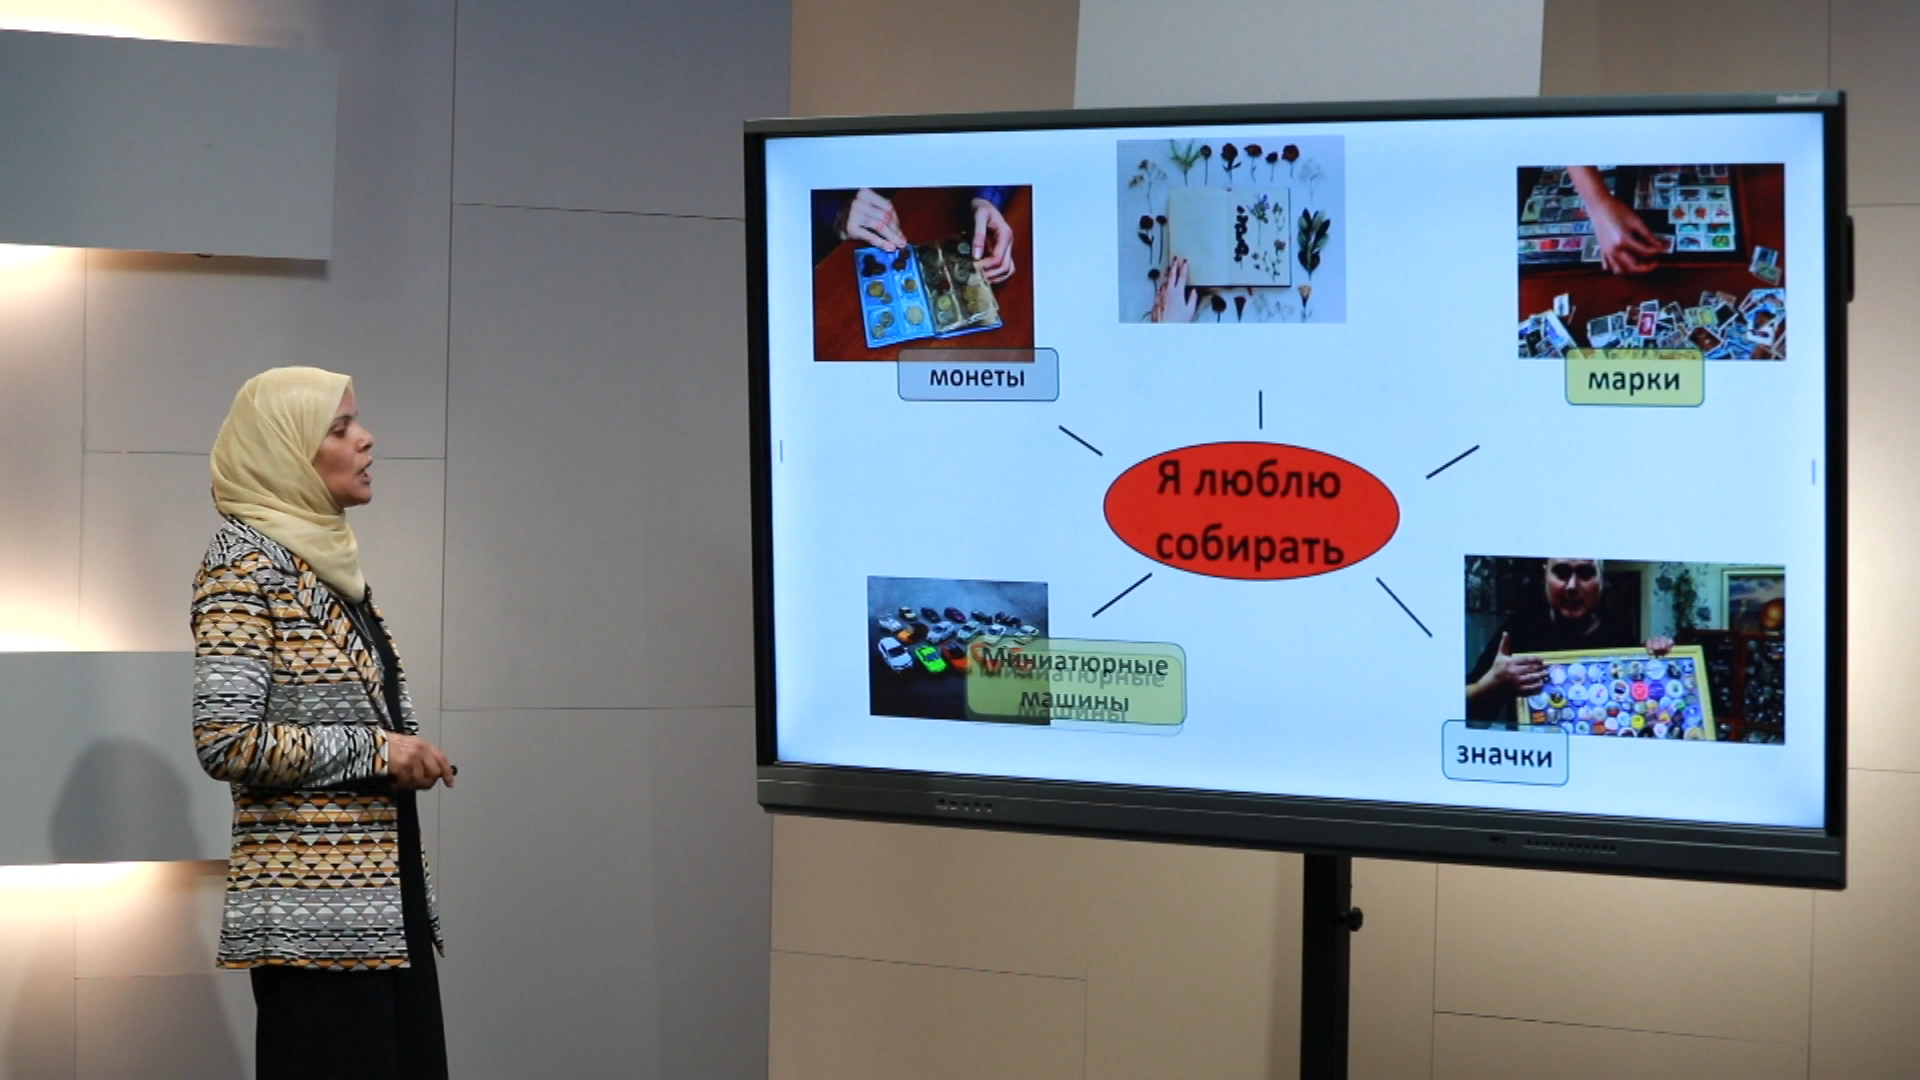 монеты
марки
Я люблю
собирать
Миниатюрные
машины
значки